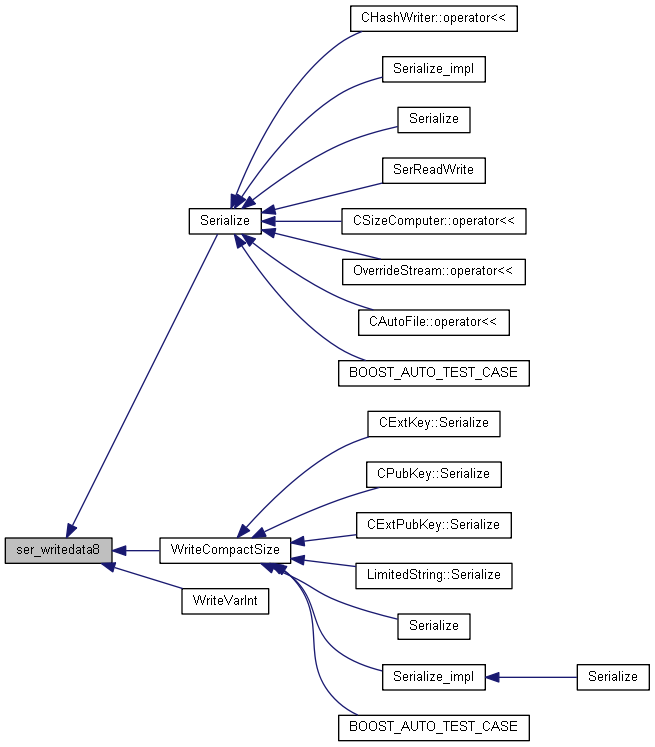 CHashWriter::operator<<
Serialize_impl
Serialize
SerReadWrite
Serialize
CSizeComputer::operator<<
OverrideStream::operator<<
CAutoFile::operator<<
BOOST_AUTO_TEST_CASE
CExtKey::Serialize
CPubKey::Serialize
CExtPubKey::Serialize
ser_writedata8
WriteCompactSize
LimitedString::Serialize
WriteVarInt
Serialize
Serialize_impl
Serialize
BOOST_AUTO_TEST_CASE